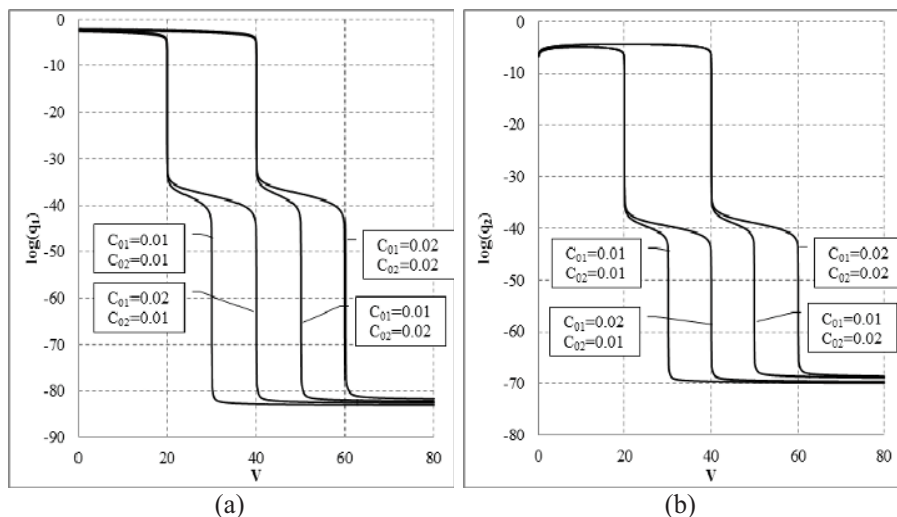 0
-10
-20
-30
-40
-50
-60
-70
-80
-90
log(q₁)
0 20 40 60 80
V
C₀₁=0.01
C₀₂=0.01
C₀₁=0.02
C₀₂=0.01
C₀₁=0.02
C₀₂=0.02
C₀₁=0.01
C₀₂=0.02
(a)
0
-10
-20
-30
-40
-50
-60
-70
-80
log(q₂)
0 20 40 60 80
V
C₀₁=0.01
C₀₂=0.01
C₀₁=0.02
C₀₂=0.01
C₀₁=0.02
C₀₂=0.02
C₀₁=0.01
C₀₂=0.02
(b)